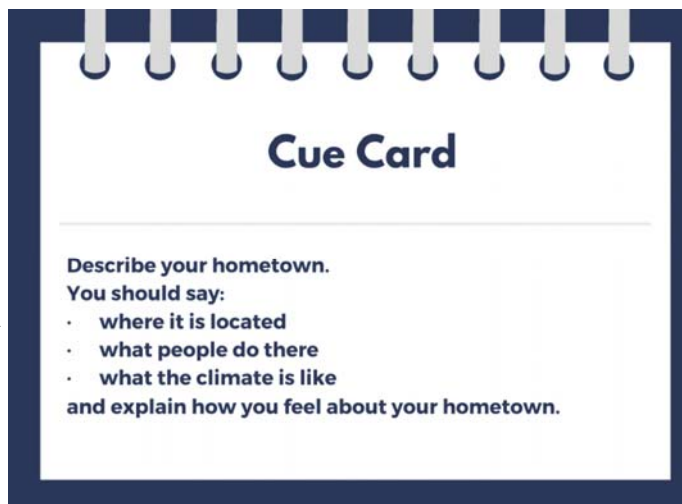 Cue Card
Describe your hometown.
You should say:
· where it is located
· what people do there
· what the climate is like
and explain how you feel about your hometown.